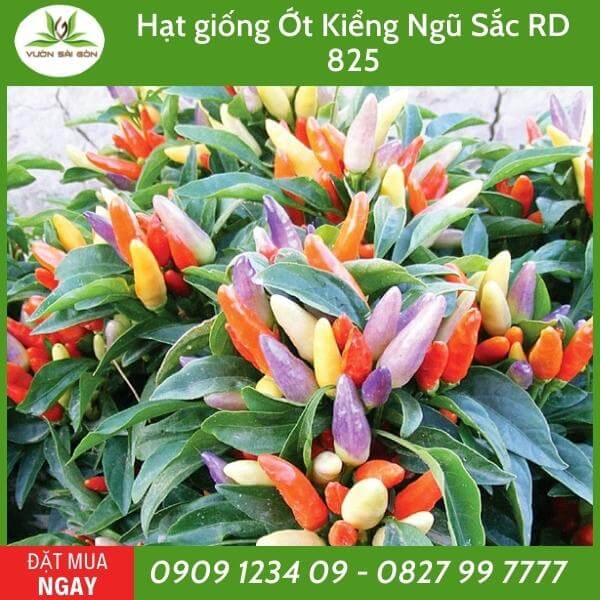 VƯỜN SÀI GÒN
Hạt giống Ớt Kiểng Ngũ Sắc RD
825
ĐẶT MUA
NGAY
0909 1234 09 - 0827 99 7777